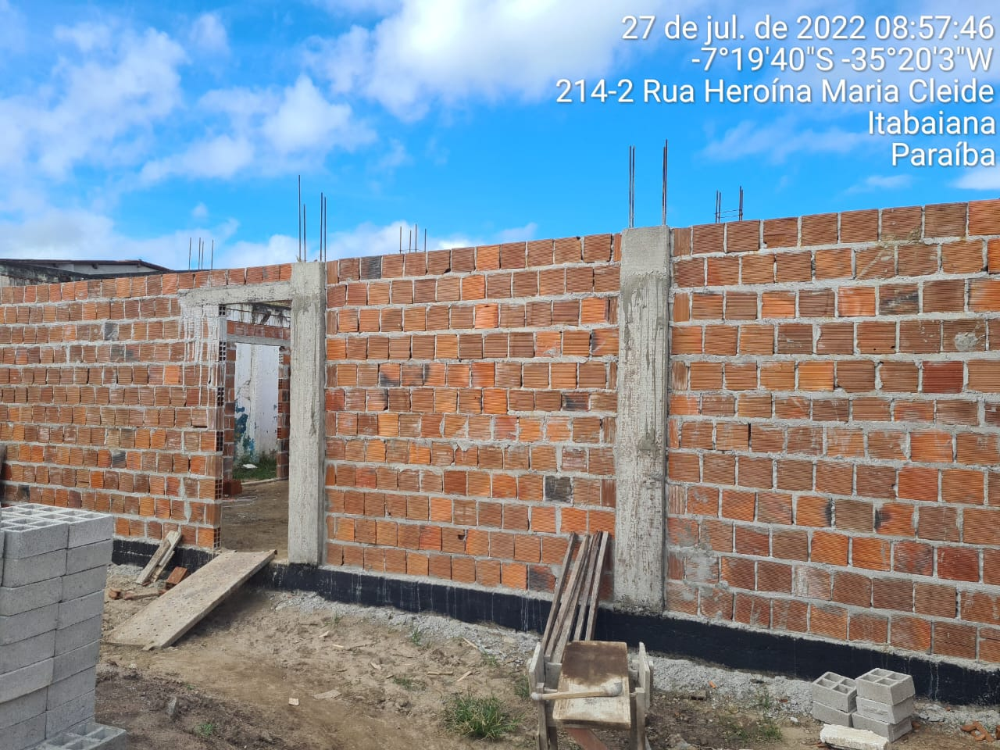 27 de jul. de 2022 08:57:46
-7°19'40"S -35°20'3"W
214-2 Rua Heroína Maria Cleide
Itabaiana
Paraíba